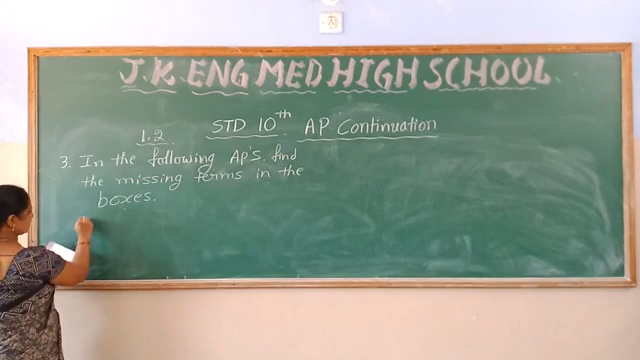 J.K ENG MED HIGH SCHOOL.
STD 10th. AP Continuation
1.2
3. In the following AP'S, find
the missing terms in the
boxes.